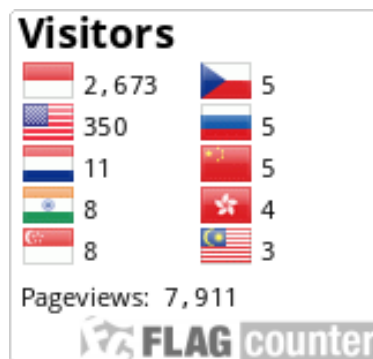 Visitors
2,673 5
350 5
11 5
8 4
8 3
Pageviews: 7,911
FLAG counter